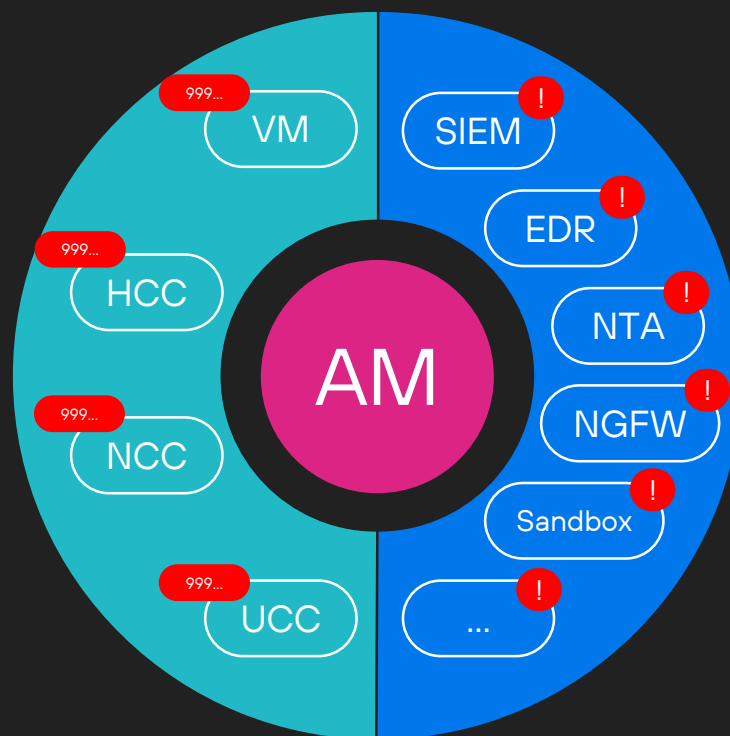 999...
VM
999...
HCC
999...
NCC
999...
UCC
AM
!
SIEM
!
EDR
!
NTA
!
NGFW
!
Sandbox
!
...